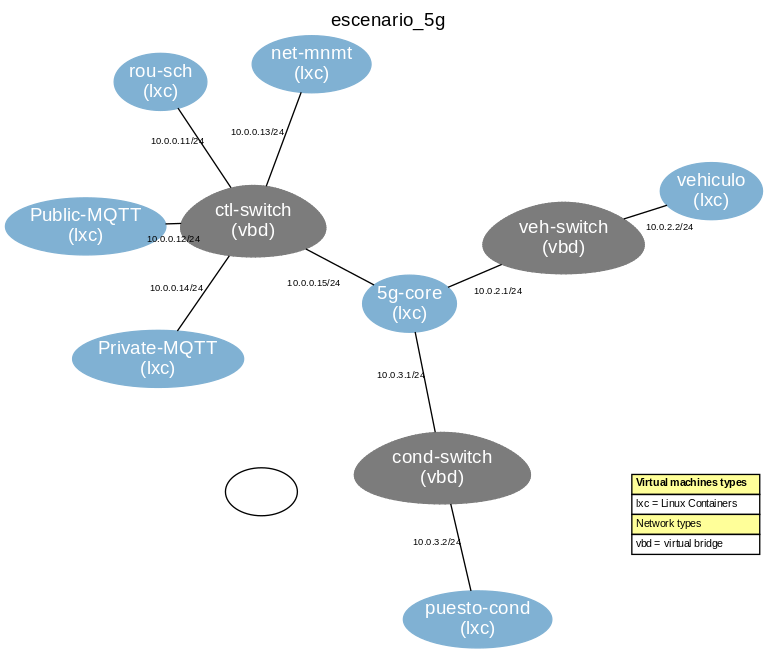 escenario_5g
net-mnmt
(lxc)
rou-sch
(lxc)
10.0.0.13/24
10.0.0.11/24
vehiculo
(lxc)
Public-MQTT
(lxc)
ctl-switch
(vbd)
veh-switch
(vbd)
10.0.2.2/24
10.0.0.12/24
10.0.0.15/24
10.0.0.14/24
5g-core
(lxc)
10.0.2.1/24
Private-MQTT
(lxc)
10.0.3.1/24
cond-switch
(vbd)
Virtual machines types
lxc = Linux Containers
Network types
vbd = virtual bridge
10.0.3.2/24
puesto-cond
(lxc)